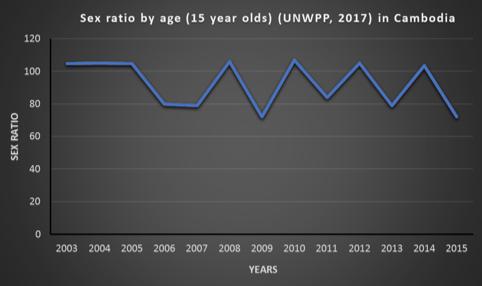 Sex ratio by age (15 year olds) (UNWPP, 2017) in Cambodia
120
100
80
60
40
20
0
SEX RATIO
2003 2004 2005 2006 2007 2008 2009 2010 2011 2012 2013 2014 2015
YEARS